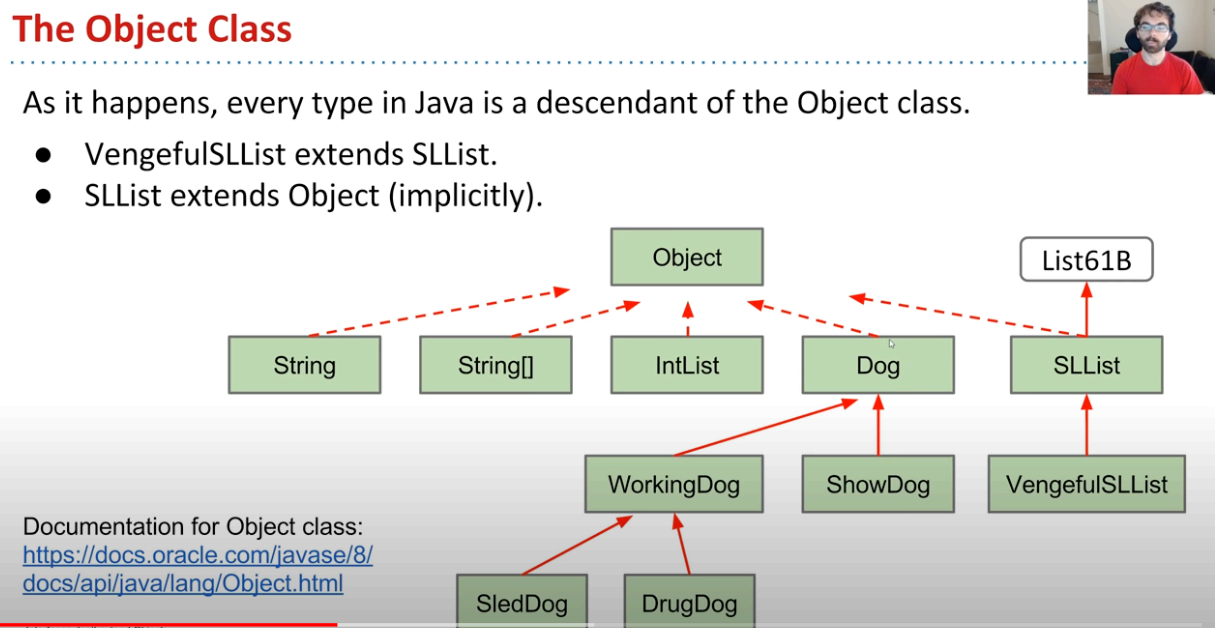 The Object Class
As it happens, every type in Java is a descendant of the Object class.
● VengefulSLList extends SLList.
● SLList extends Object (implicitly).
Object
List61B
String
String[]
IntList
Dog
SLList
WorkingDog
ShowDog
VengefulSLList
Documentation for Object class:
https://docs.oracle.com/javase/8/
docs/api/java/lang/Object.html
SledDog
DrugDog